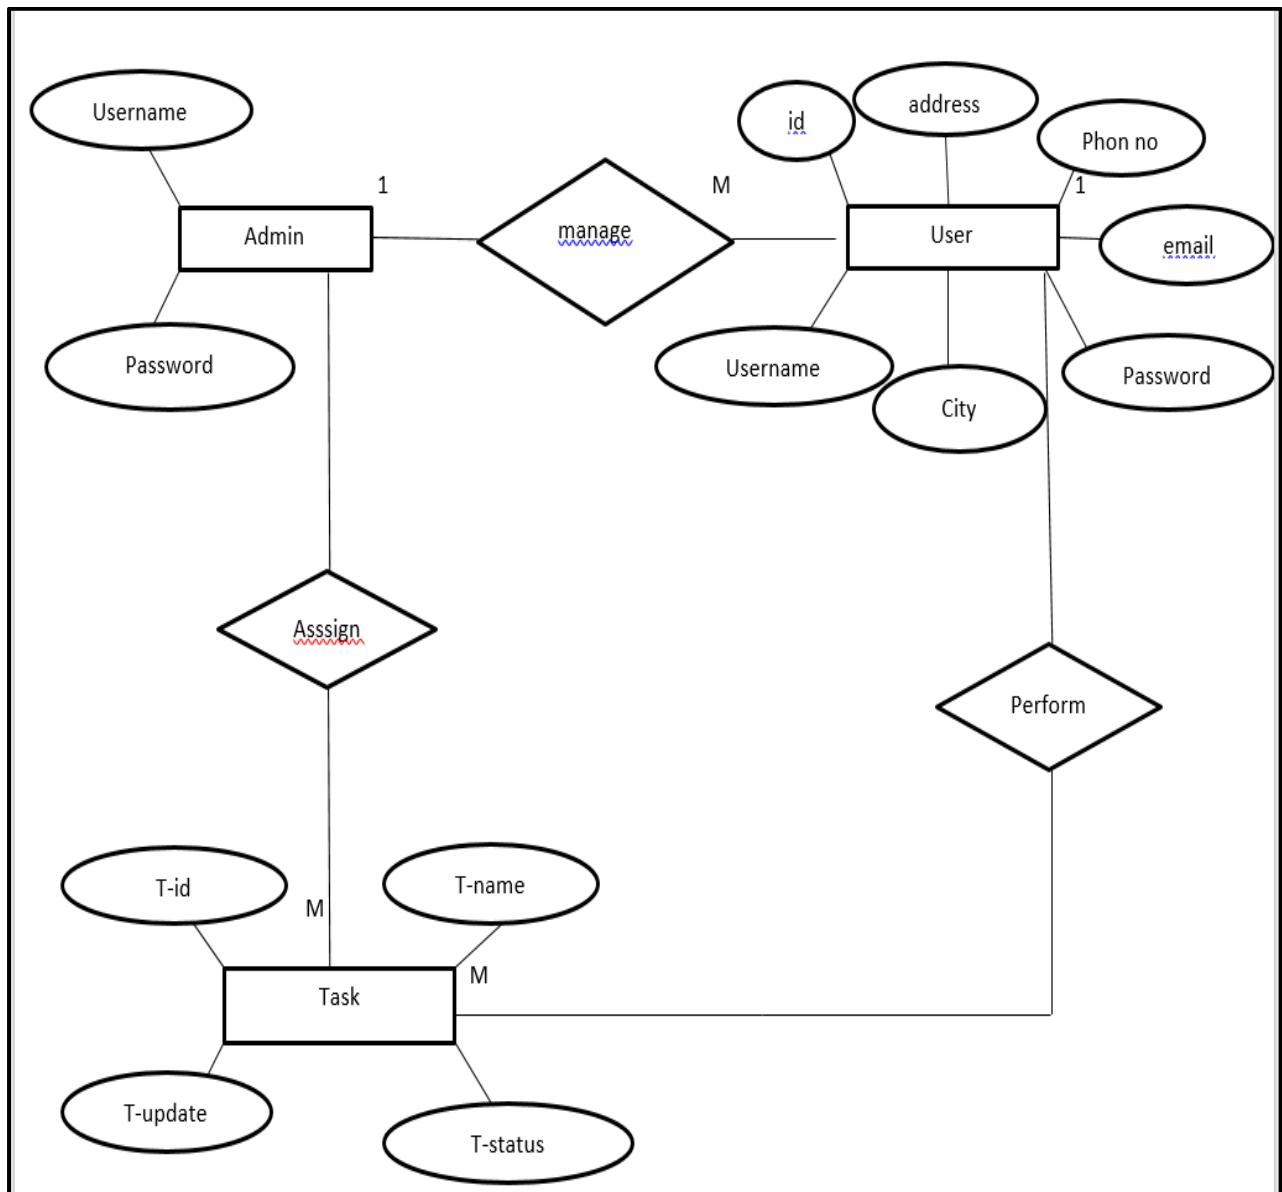 Username
id
address
Phon no
1
M
1
Admin
manage
User
email
Password
Username
City
Password
Asssign
Perform
T-id
T-name
M
M
Task
T-update
T-status